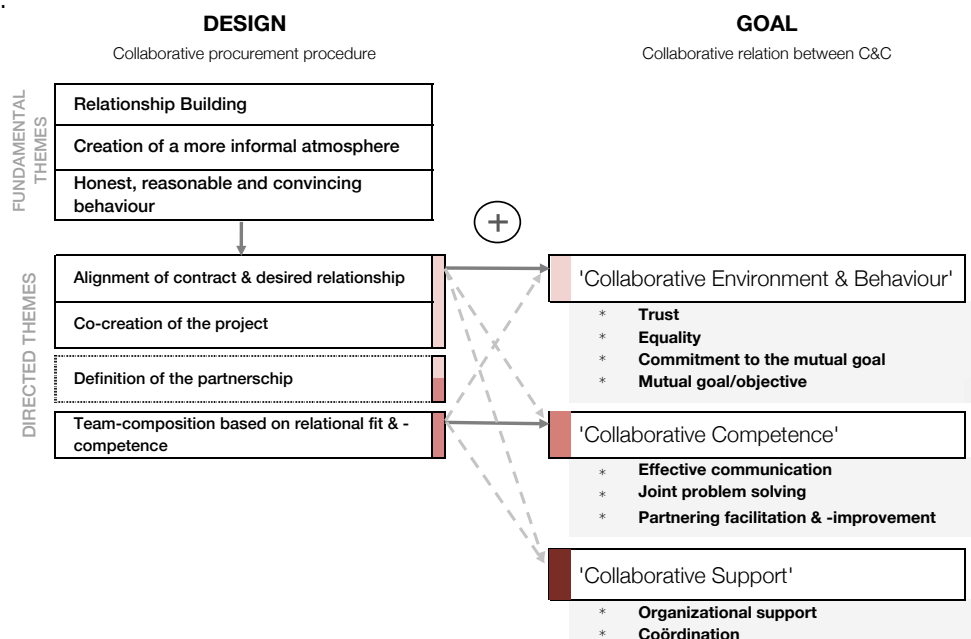 .
DESIGN
Collaborative procurement procedure
GOAL
Collaborative relation between C&C
FUNDAMENTAL
THEMES
Relationship Building
Creation of a more informal atmosphere
Honest, reasonable and convincing
behaviour
+
DIRECTED THEMES
Alignment of contract & desired relationship
Co-creation of the project
Definition of the partnerschip
Team-composition based on relational fit & -
competence
'Collaborative Environment & Behaviour'
* Trust
* Equality
* Commitment to the mutual goal
* Mutual goal/objective
'Collaborative Competence'
* Effective communication
* Joint problem solving
* Partnering facilitation & -improvement
'Collaborative Support'
* Organizational support
* Coördination